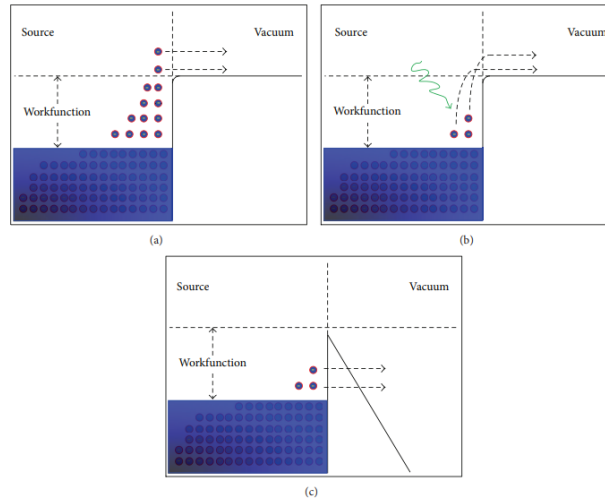 Source Vacuum
Workfunction
(a)
Source Vacuum
Workfunction
(b)
Source Vacuum
Workfunction
(c)